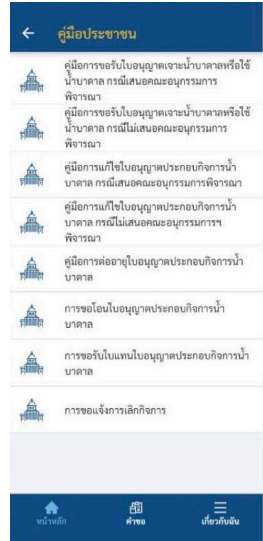 คู่มือประชาชน
คู่มือการขอรับใบอนุญาตเจาะน้ำบาดาลหรือใช้
น้ำบาดาล กรณีเสนอคณะอนุกรรมการ
พิจารณา
คู่มือการขอรับใบอนุญาตเจาะน้ำบาดาลหรือใช้
น้ำบาดาล กรณีไม่เสนอคณะอนุกรรมการ
พิจารณา
คู่มือการแก้ไขใบอนุญาตประกอบกิจการน้ำ
บาดาล กรณีเสนอคณะอนุกรรมการพิจารณา
คู่มือการแก้ไขใบอนุญาตประกอบกิจการน้ำ
บาดาล กรณีไม่เสนอคณะอนุกรรมการฯ
พิจารณา
คู่มือการต่ออายุใบอนุญาตประกอบกิจการน้ำ
บาดาล
การขอโอนใบอนุญาตประกอบกิจการน้ำ
บาดาล
การขอรับใบแทนใบอนุญาตประกอบกิจการน้ำ
บาดาล
การขอแจ้งการเลิกกิจการ
หน้าหลัก คำขอ เกี่ยวกับฉัน